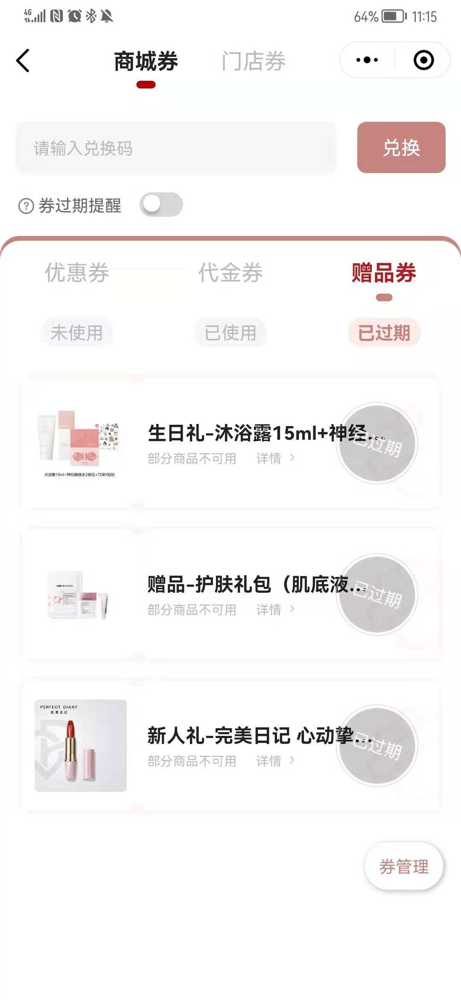 4G
64% 11:15
商城券 门店券
请输入兑换码
兑换
券过期提醒
优惠券 代金券 赠品券
未使用 已使用 已过期
生日礼-沐浴露15ml+神经...
已过期
部分商品不可用 详情
沐浴露15ml+神经酰胺水2联包+TOBY贴纸
ABBY'S CHOICE
赠品-护肤礼包（肌底液...
已过期
部分商品不可用 详情
PERFECT DIARY
完美日记
新人礼-完美日记 心动挚...
已过期
部分商品不可用 详情
券管理